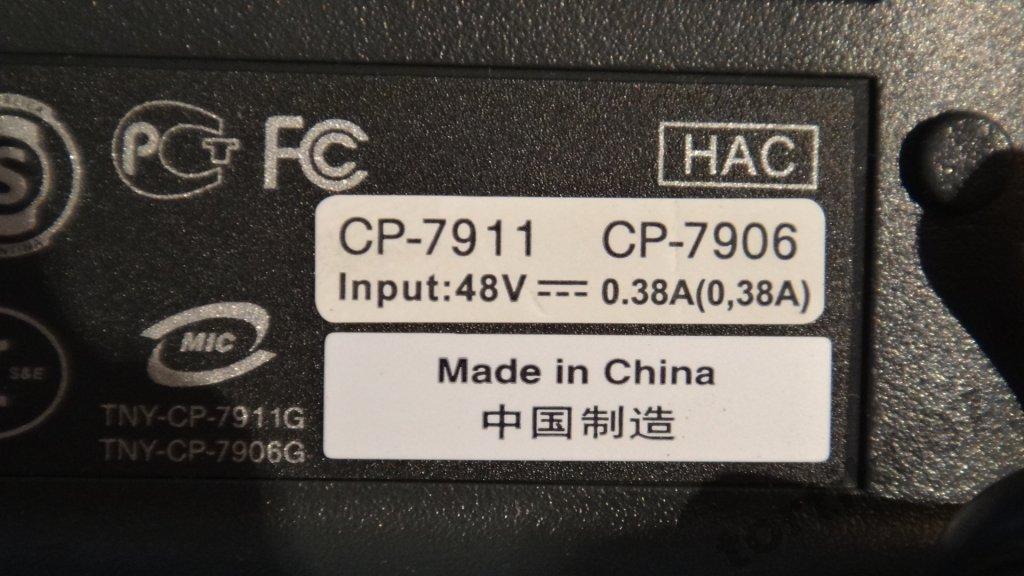 S
PCT FC
HAC
CP-7911 CP-7906
Input:48V ⎓ 0.38A(0,38A)
MIC
S&E
Made in China
中国制造
TNY-CP-7911G
TNY-CP-7906G